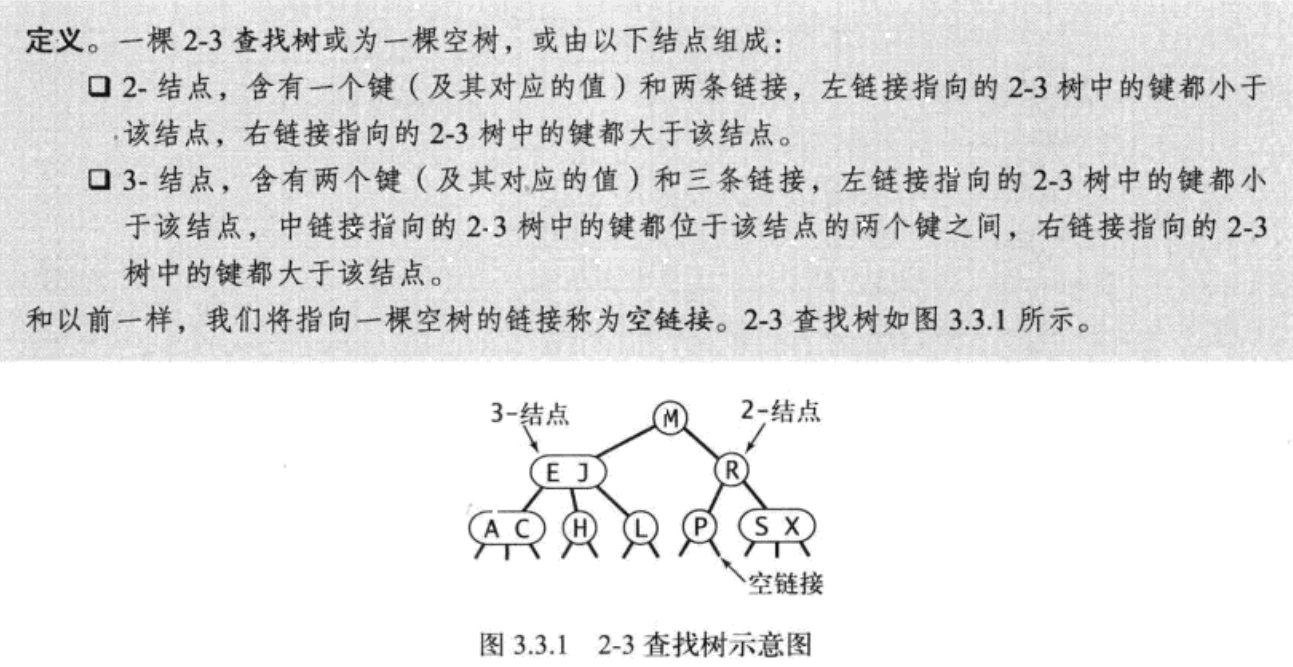 定义。一棵 2-3 查找树或为一棵空树，或由以下结点组成：
❑ 2- 结点，含有一个键（及其对应的值）和两条链接，左链接指向的 2-3 树中的键都小于
该结点，右链接指向的 2-3 树中的键都大于该结点。
❑ 3- 结点，含有两个键（及其对应的值）和三条链接，左链接指向的 2-3 树中的键都小
于该结点，中链接指向的 2-3 树中的键都位于该结点的两个键之间，右链接指向的 2-3
树中的键都大于该结点。
和以前一样，我们将指向一棵空树的链接称为空链接。2-3 查找树如图 3.3.1 所示。
3-结点 M 2-结点
E J R
A C H L P S X
空链接
图 3.3.1 2-3 查找树示意图